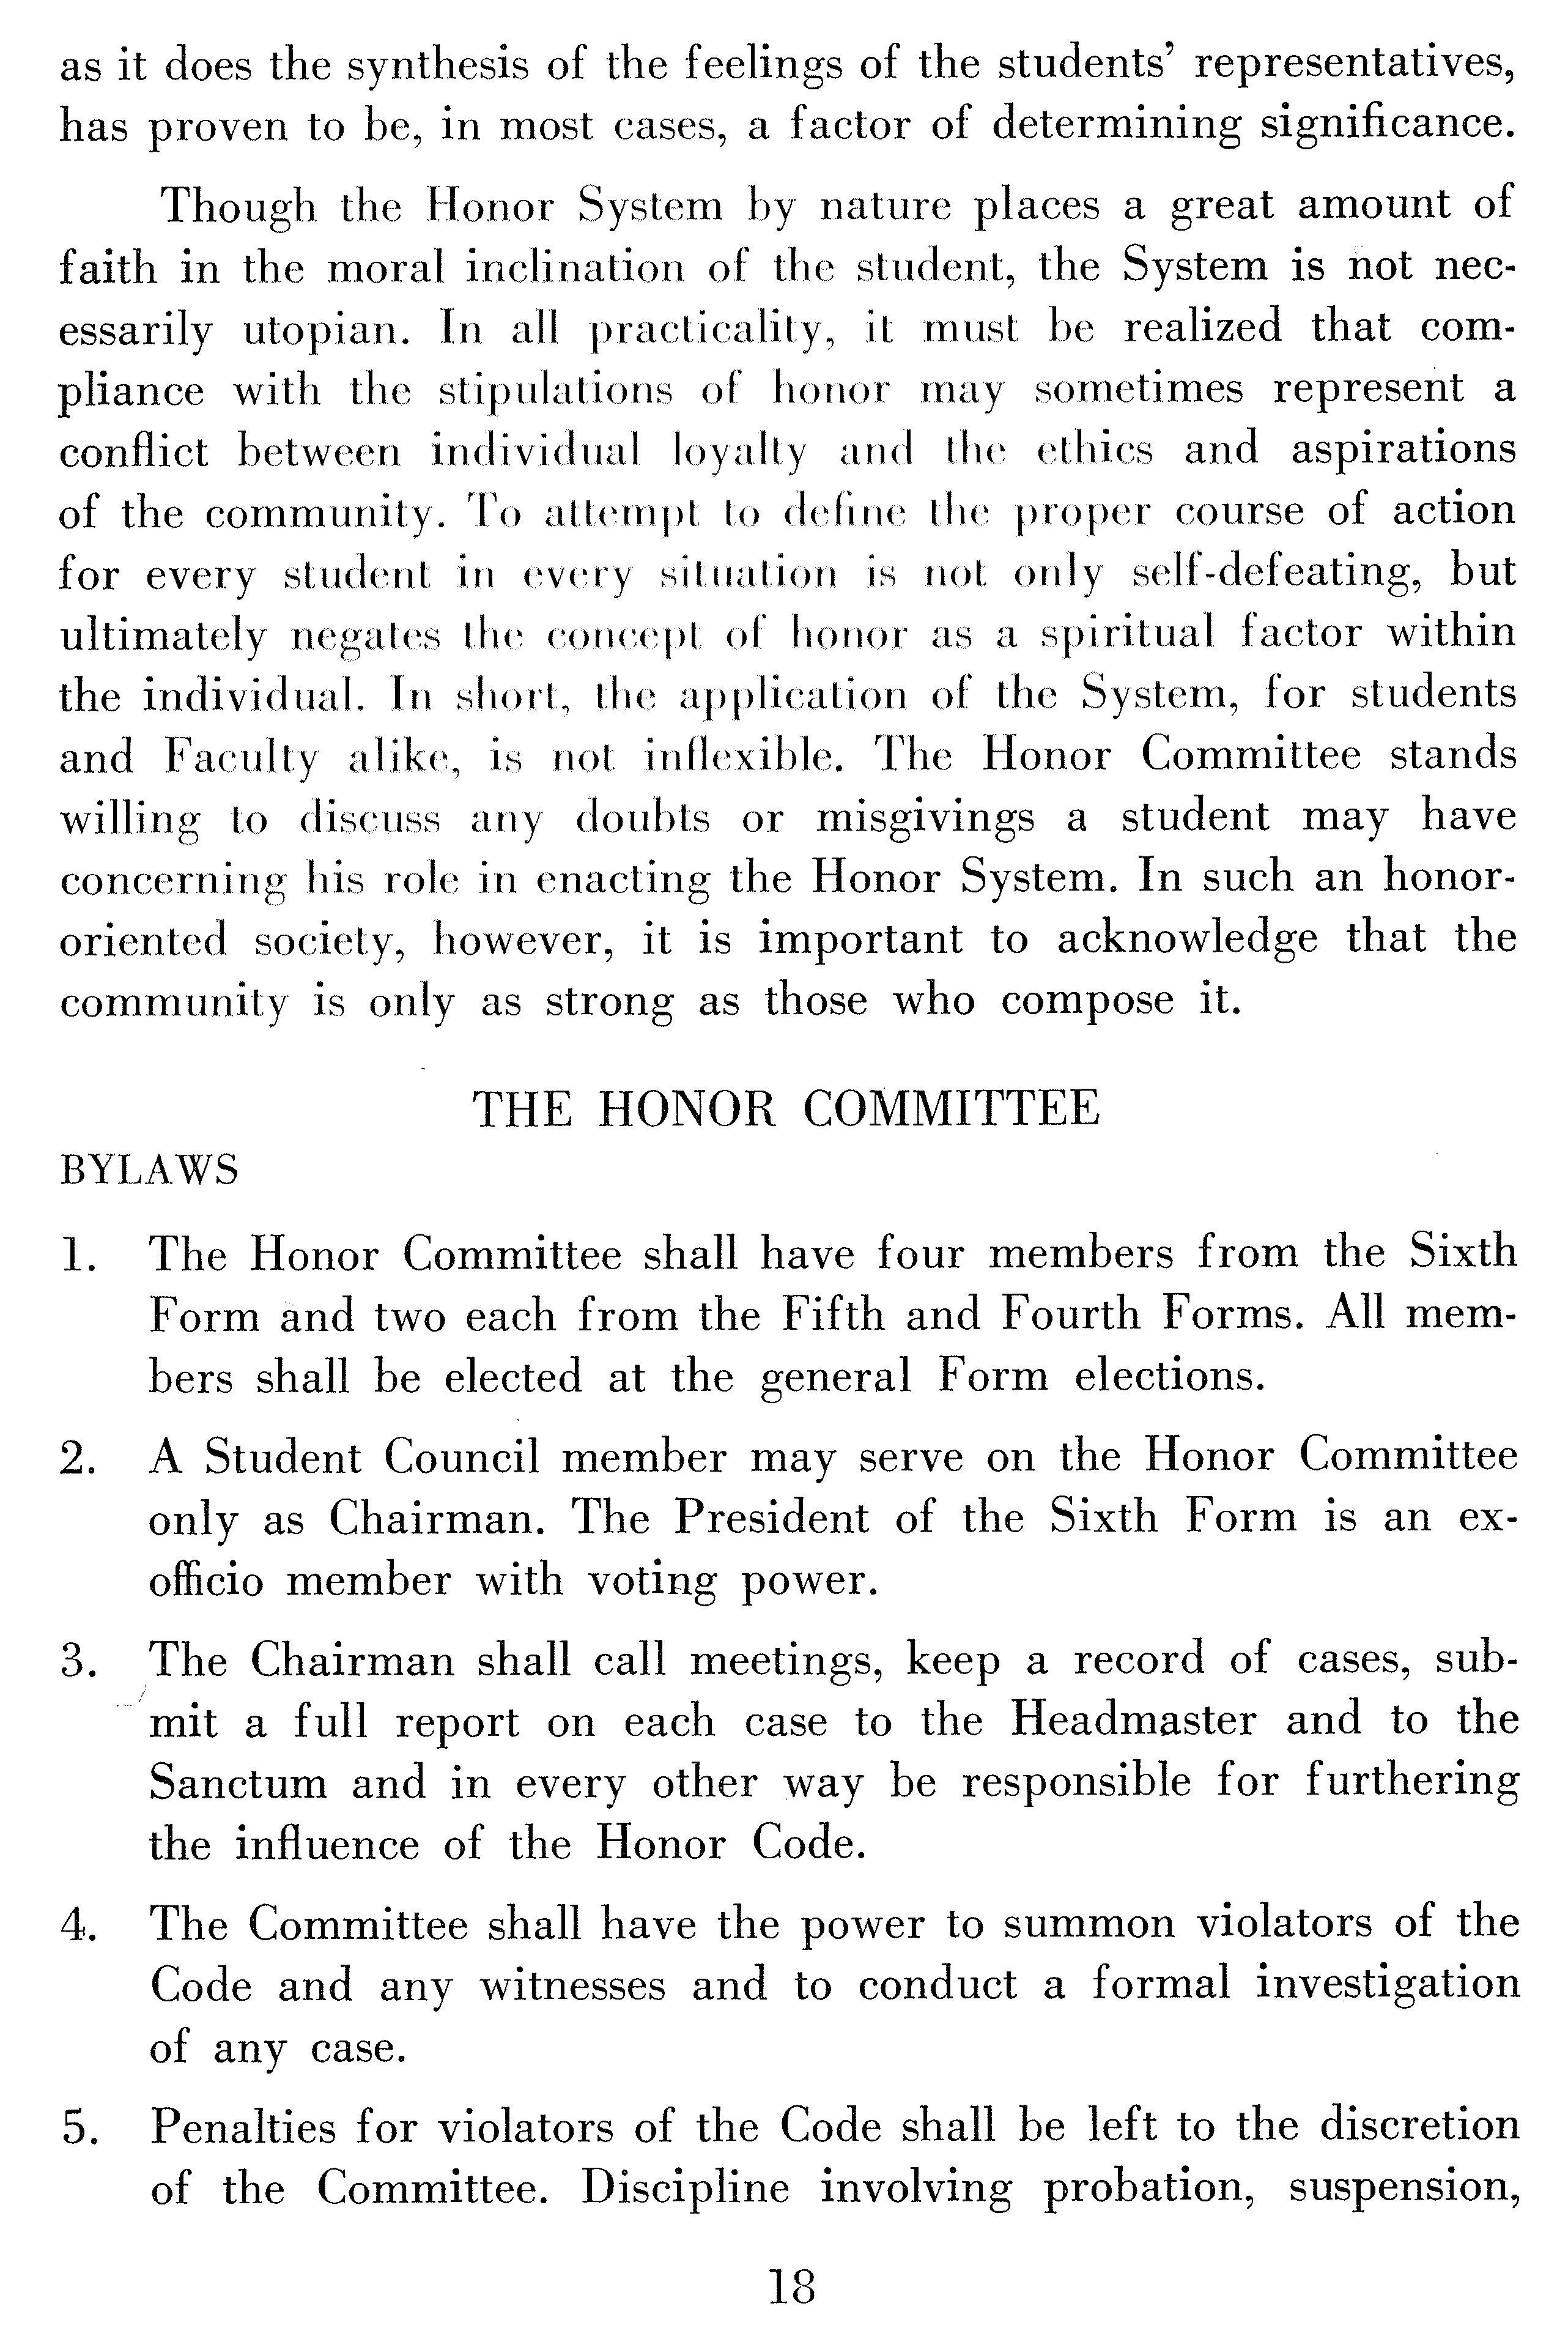 as it does the synthesis of the feelings of the students' representatives,
has proven to be, in most cases, a factor of determining significance.
Though the Honor System by nature places a great amount of
faith in the moral inclination of the student, the System is not nec-
essarily utopian. In all practicality, it must be realized that com-
pliance with the stipulations of honor may sometimes represent a
conflict between individual loyalty and the ethics and aspirations
of the community. To attempt to define the proper course of action
for every student in every situation is not only self-defeating, but
ultimately negates the concept of honor as a spiritual factor within
the individual. In short, the application of the System, for students
and Faculty alike, is not inflexible. The Honor Committee stands
willing to discuss any doubts or misgivings a student may have
concerning his role in enacting the Honor System. In such an honor-
oriented society, however, it is important to acknowledge that the
community is only as strong as those who compose it.
THE HONOR COMMITTEE
BYLAWS
1. The Honor Committee shall have four members from the Sixth
Form and two each from the Fifth and Fourth Forms. All mem-
bers shall be elected at the general Form elections.
2. A Student Council member may serve on the Honor Committee
only as Chairman. The President of the Sixth Form is an ex-
officio member with voting power.
3. The Chairman shall call meetings, keep a record of cases, sub-
mit a full report on each case to the Headmaster and to the
Sanctum and in every other way be responsible for furthering
the influence of the Honor Code.
4. The Committee shall have the power to summon violators of the
Code and any witnesses and to conduct a formal investigation
of any case.
5. Penalties for violators of the Code shall be left to the discretion
of the Committee. Discipline involving probation, suspension,
18